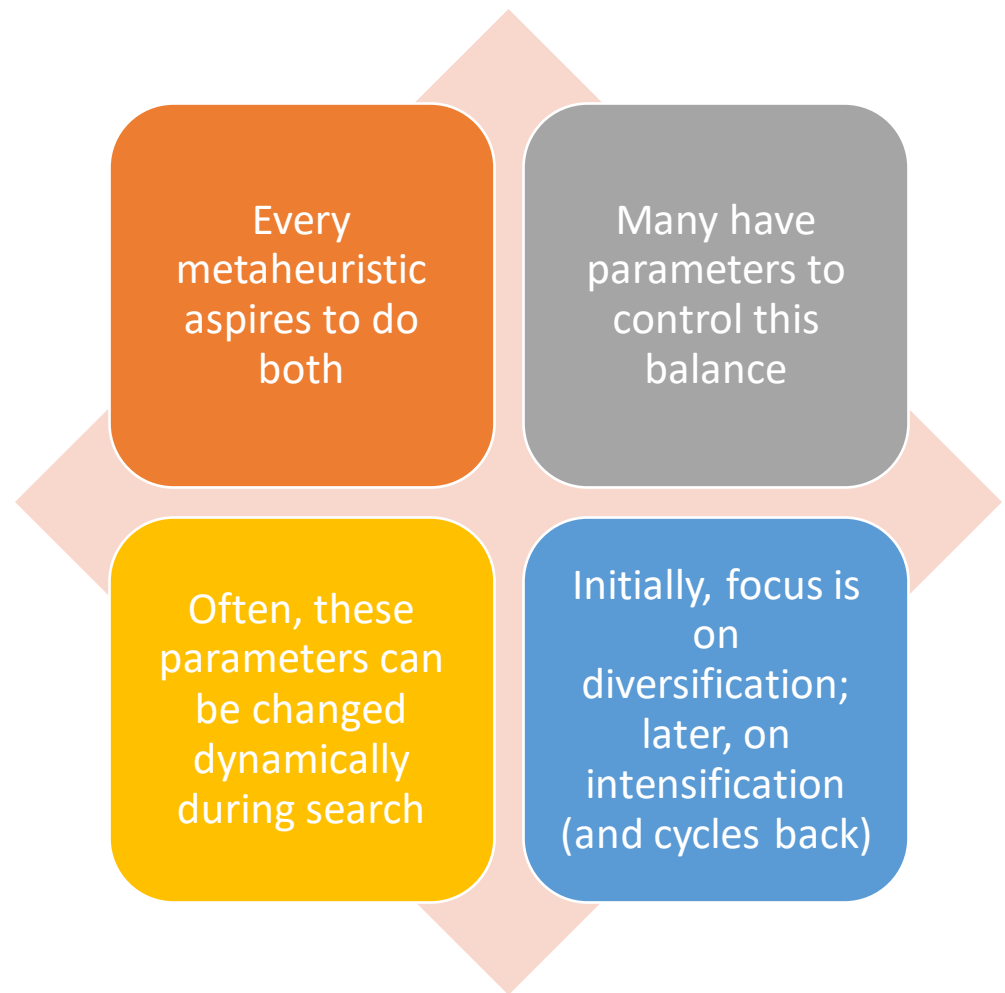 Every
metaheuristic
aspires to do
both
Many have
parameters to
control this
balance
Often, these
parameters can
be changed
dynamically
during search
Initially, focus is
on
diversification;
later, on
intensification
(and cycles back)